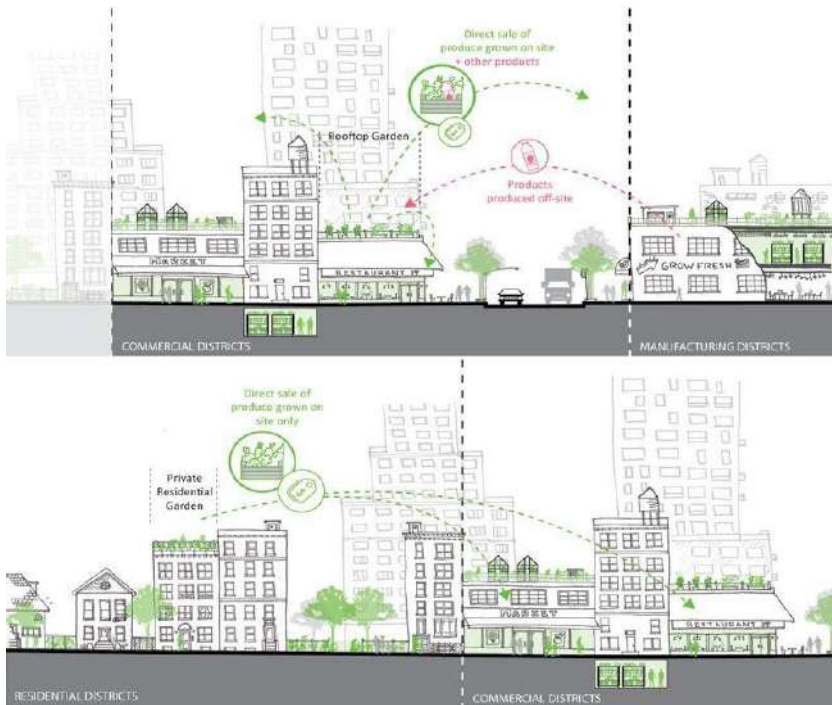 Direct sale of
produce grown on site
+ other products
Rooftop Garden
Products
produced off-site
MARKET
RESTAURANT
GROW FRESH
COMMERCIAL DISTRICTS
MANUFACTURING DISTRICTS
Direct sale of
produce grown on
site only
Private
Residential
Garden
MARKET
RESTAURANT
RESIDENTIAL DISTRICTS
COMMERCIAL DISTRICTS